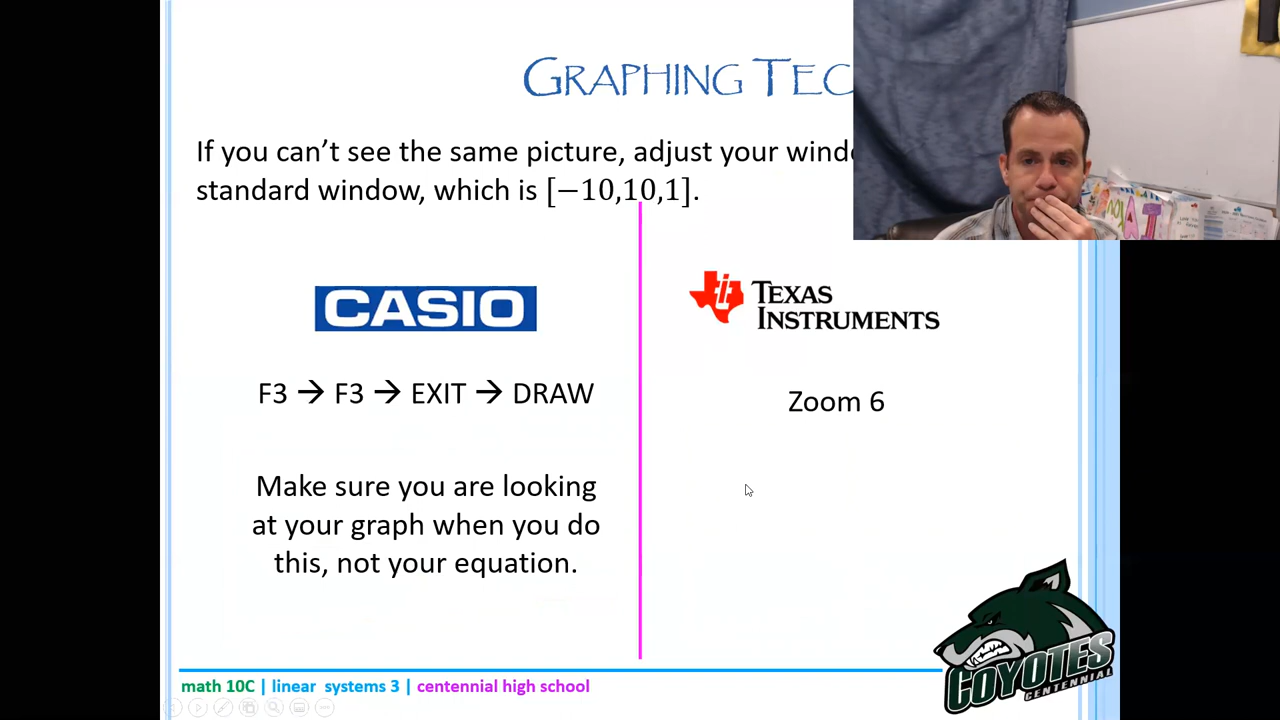 GRAPHING TEC
If you can't see the same picture, adjust your windo
standard window, which is [−10,10,1].
CASIO
TEXAS
INSTRUMENTS
F3 → F3 → EXIT → DRAW
Zoom 6
Make sure you are looking
at your graph when you do
this, not your equation.
COYOTES
CENTENNIAL
math 10C | linear systems 3 | centennial high school